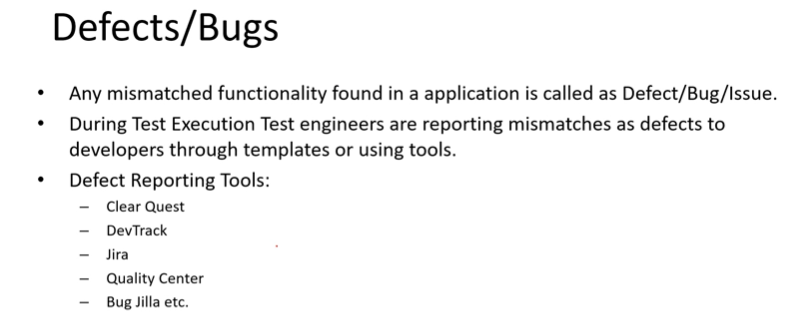 Defects/Bugs
• Any mismatched functionality found in a application is called as Defect/Bug/Issue.
• During Test Execution Test engineers are reporting mismatches as defects to
developers through templates or using tools.
• Defect Reporting Tools:
– Clear Quest
– DevTrack
– Jira
– Quality Center
– Bug Jilla etc.